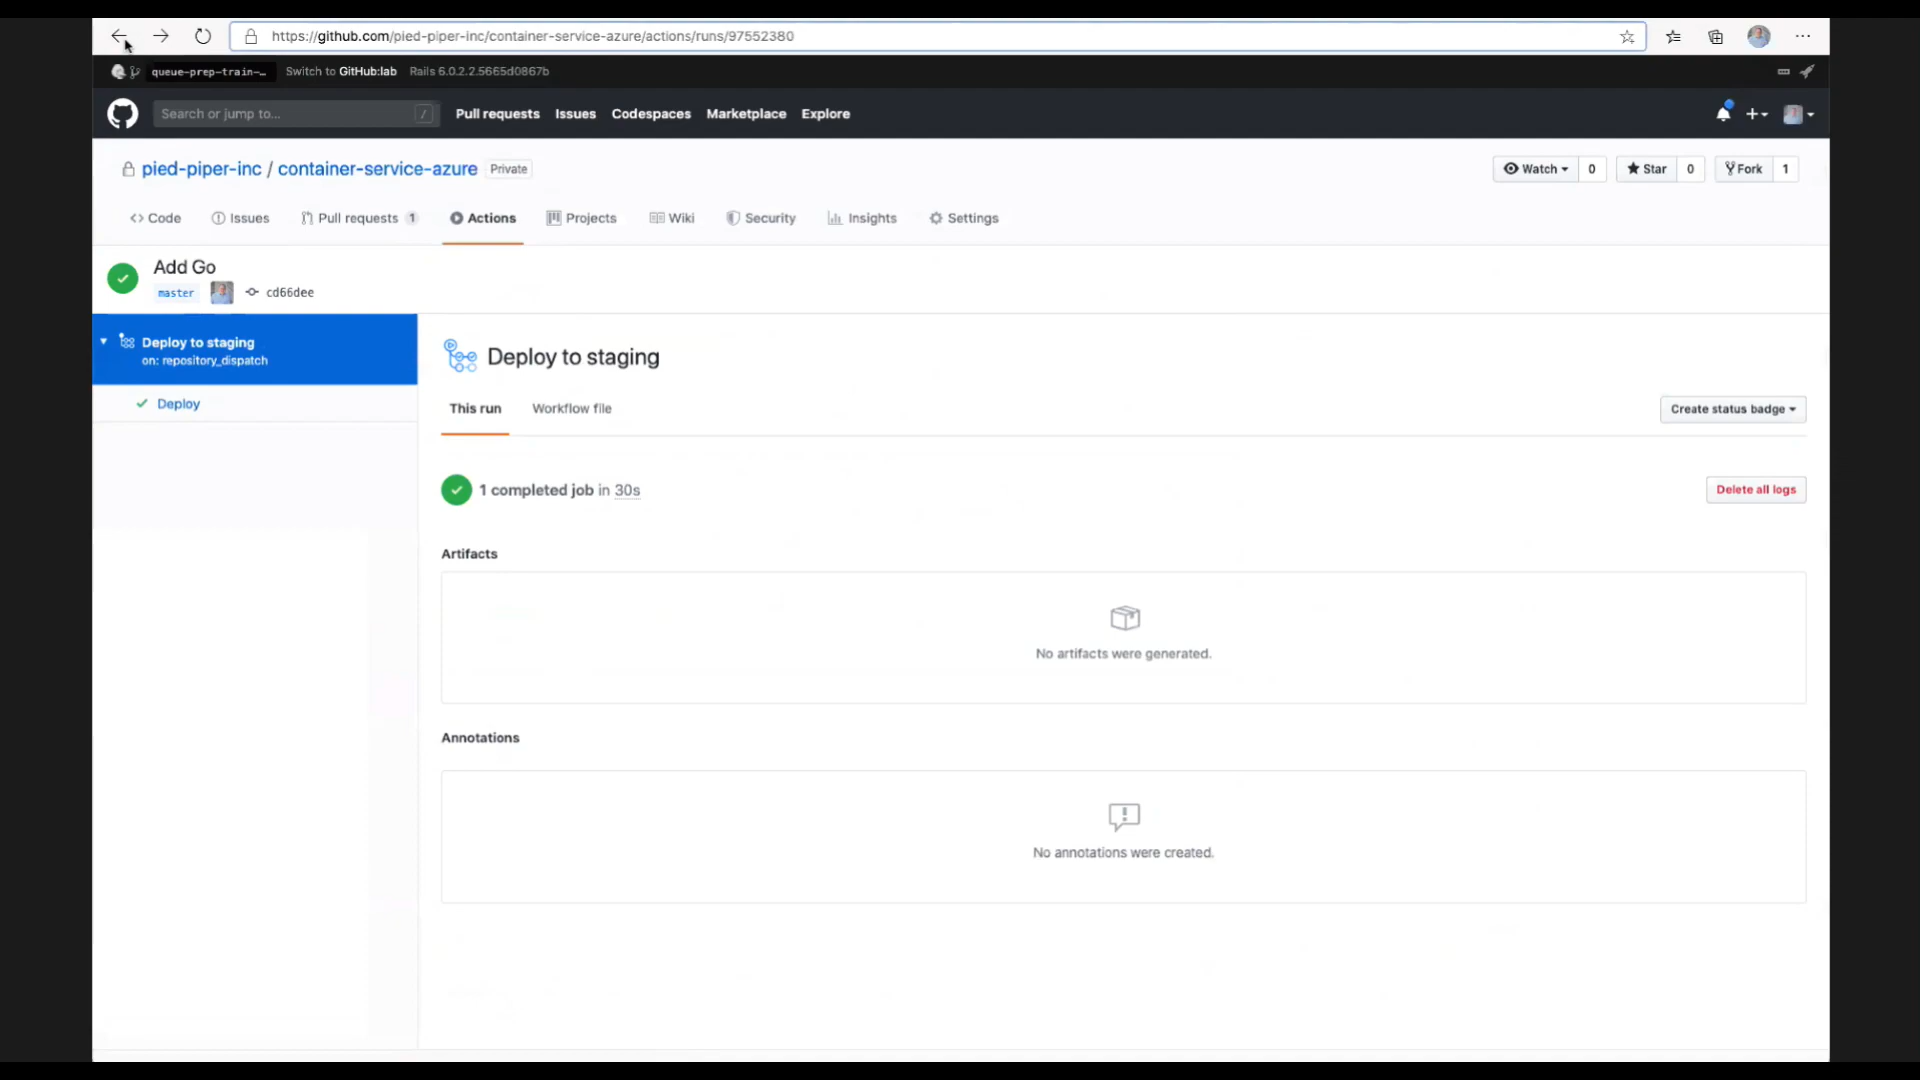 https://github.com/pied-piper-inc/container-service-azure/actions/runs/97552380
queue-prep-train-… Switch to GitHub:lab Rails 6.0.2.2.5665d0867b
Search or jump to... / Pull requests Issues Codespaces Marketplace Explore
pied-piper-inc / container-service-azure Private Watch 0 Star 0 Fork 1
Code Issues Pull requests 1 Actions Projects Wiki Security Insights Settings
Add Go
master cd66dee
Deploy to staging
on: repository_dispatch
Deploy
Deploy to staging
This run Workflow file Create status badge
1 completed job in 30s Delete all logs
Artifacts
No artifacts were generated.
Annotations
No annotations were created.